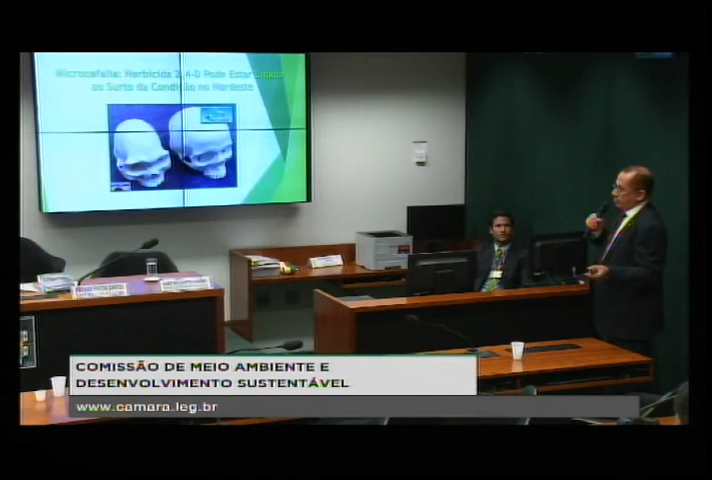 Microcefalia: Herbicida 2,4-D Pode Estar Ligada
ao Surto da Condição no Nordeste
COMISSÃO DE MEIO AMBIENTE E
DESENVOLVIMENTO SUSTENTÁVEL
www.camara.leg.br